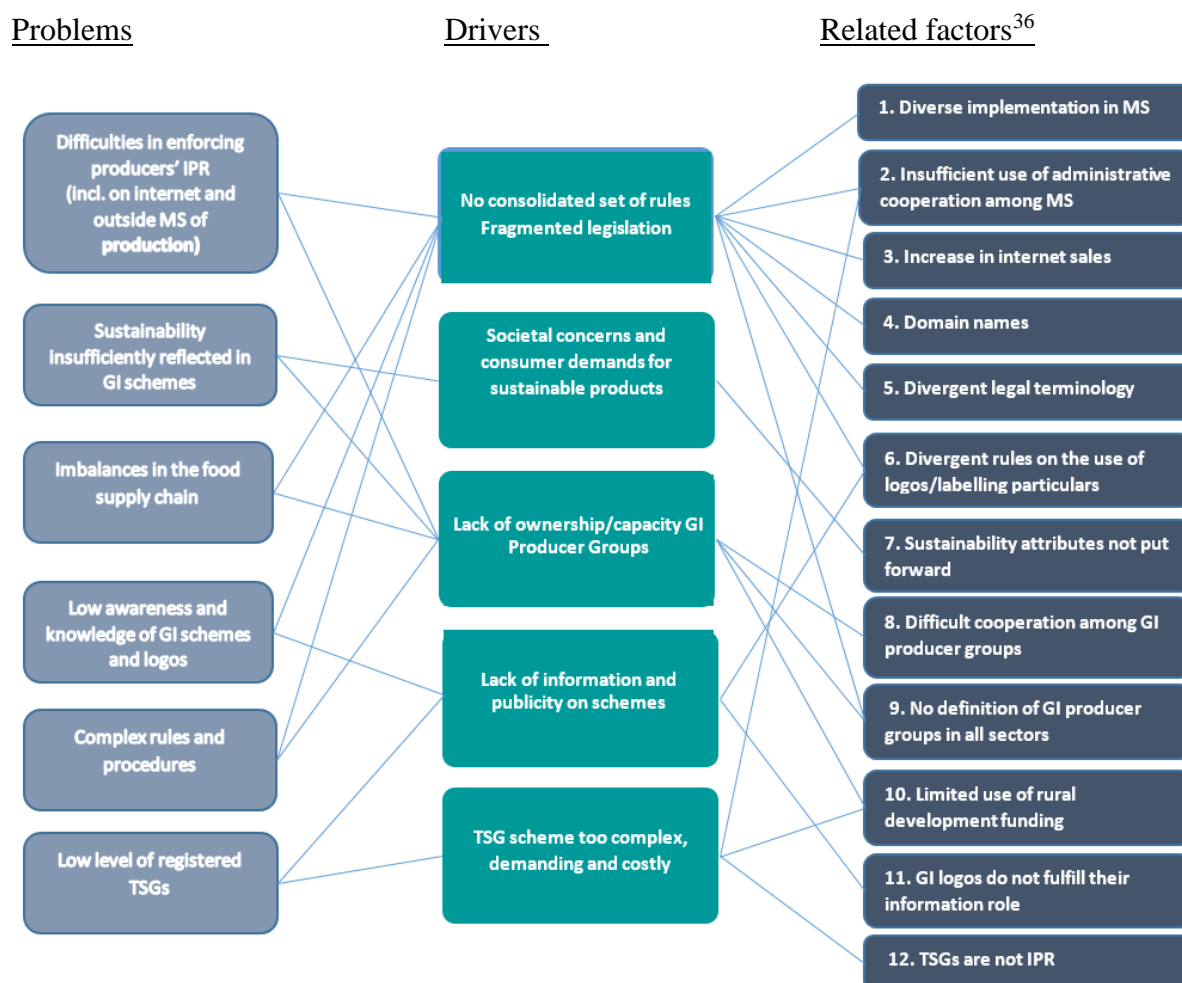 Problems
Drivers
Related factors36
Difficulties in enforcing
producers' IPR
(incl. on internet and
outside MS of
production)
Sustainability
insufficiently reflected in
GI schemes
Imbalances in the food
supply chain
Low awareness and
knowledge of GI schemes
and logos
Complex rules and
procedures
Low level of registered
TSGs
No consolidated set of rules
Fragmented legislation
Societal concerns and
consumer demands for
sustainable products
Lack of ownership/capacity GI
Producer Groups
Lack of information and
publicity on schemes
TSG scheme too complex,
demanding and costly
1. Diverse implementation in MS
2. Insufficient use of administrative
cooperation among MS
3. Increase in internet sales
4. Domain names
5. Divergent legal terminology
6. Divergent rules on the use of
logos/labelling particulars
7. Sustainability attributes not put
forward
8. Difficult cooperation among GI
producer groups
9. No definition of GI producer
groups in all sectors
10. Limited use of rural
development funding
11. GI logos do not fulfill their
information role
12. TSGs are not IPR